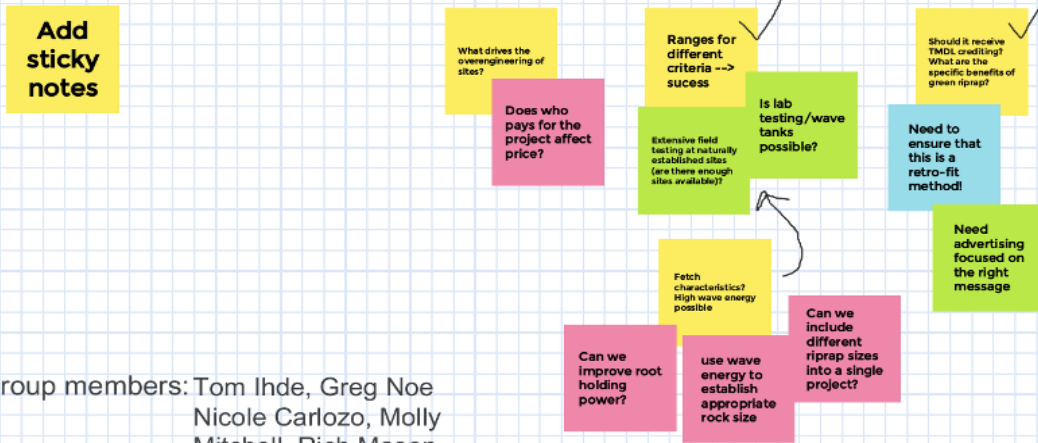 Add
sticky
notes
What drives the
overengineering of
sites?
Does who
pays for the
project affect
price?
Ranges for
different
criteria -->
sucess
Is lab
testing/wave
tanks
possible?
Extensive field
testing at naturally
established sites
(are there enough
sites available)?
Should it receive
TMDL crediting?
What are the
specific benefits of
green riprap?
Need to
ensure that
this is a
retro-fit
method!
Need
advertising
focused on
the right
message
Fetch
characteristics?
High wave energy
possible
Can we
improve root
holding
power?
use wave
energy to
establish
appropriate
rock size
Can we
include
different
riprap sizes
into a single
project?
roup members: Tom Ihde, Greg Noe
Nicole Carlozo, Molly
Mitchell, Rich Mason